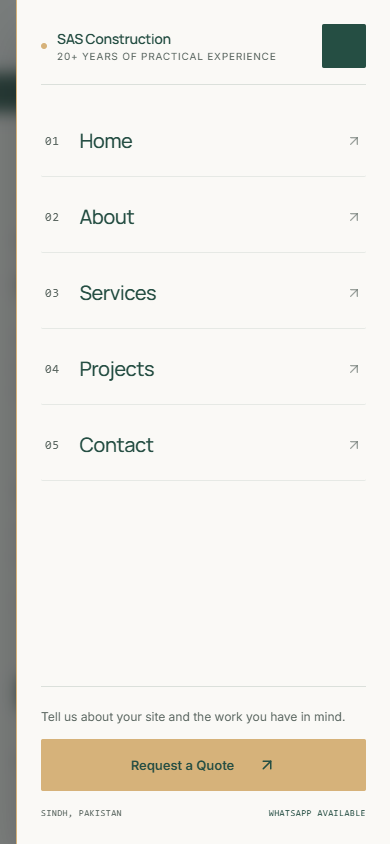 SAS Construction
20+ YEARS OF PRACTICAL EXPERIENCE
01 Home
02 About
03 Services
04 Projects
05 Contact
Tell us about your site and the work you have in mind.
Request a Quote
SINDH, PAKISTAN
WHATSAPP AVAILABLE